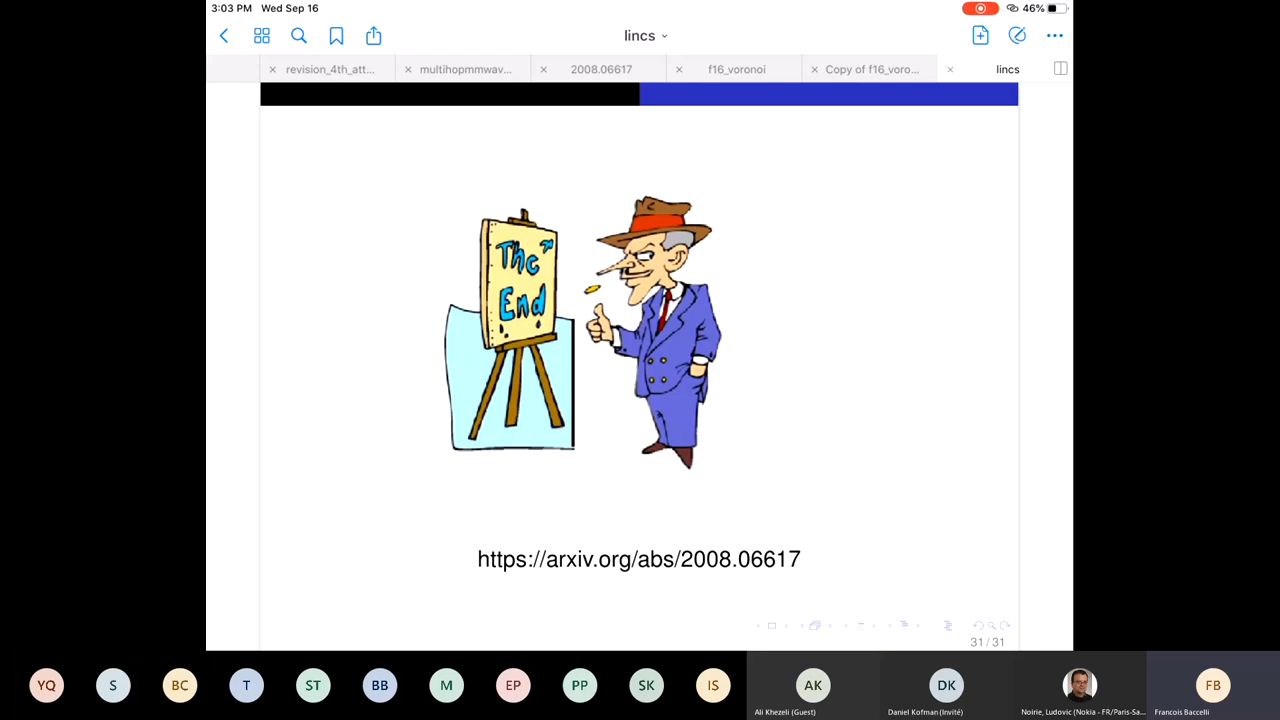 3:03 PM Wed Sep 16
46%
lincs
revision_4th_att...
multihopmmwav...
2008.06617
f16_voronoi
Copy of f16_voro...
lincs
The
End
https://arxiv.org/abs/2008.06617
31 / 31
YQ
S
BC
T
ST
BB
M
EP
PP
SK
IS
AK
DK
FB
Ali Khezeli (Guest)
Daniel Kofman (Invité)
Noirie, Ludovic (Nokia - FR/Paris-Sa...
Francois Baccelli